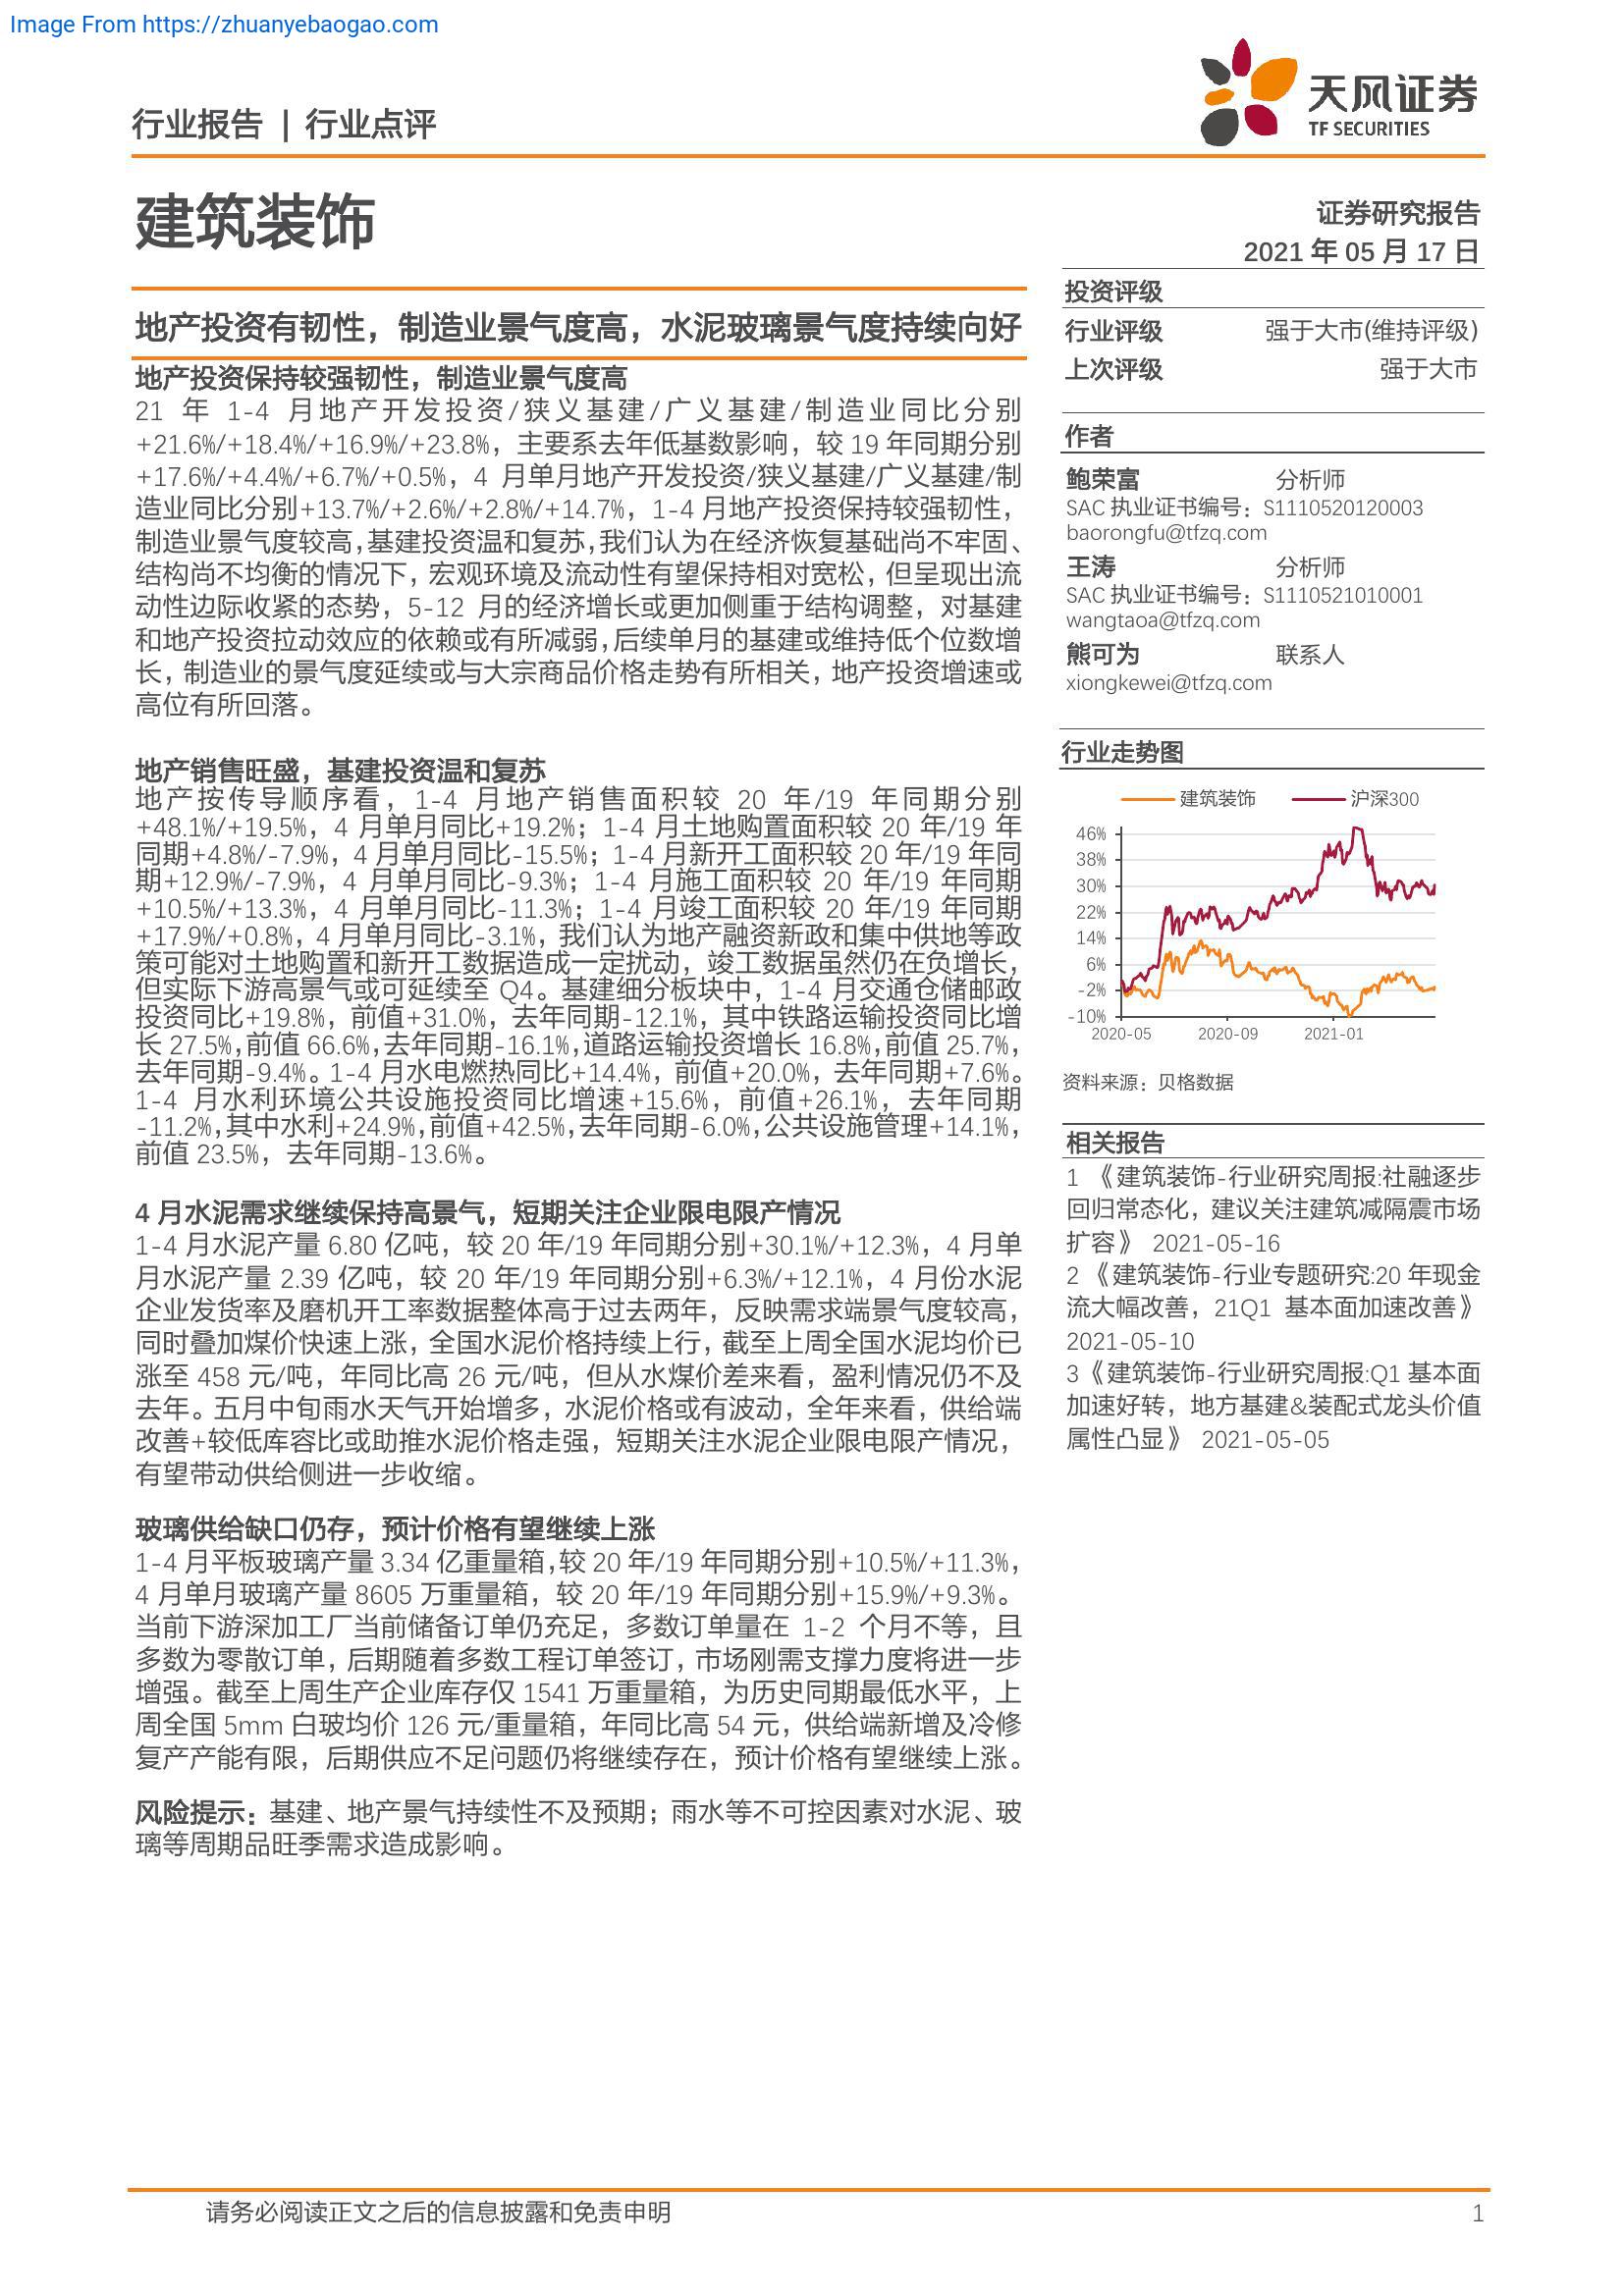 Image From https://zhuanyebaogao.com
行业报告 | 行业点评
天风证券
TF SECURITIES
建筑装饰
证券研究报告
2021 年 05 月 17 日
地产投资有韧性，制造业景气度高，水泥玻璃景气度持续向好
地产投资保持较强韧性，制造业景气度高
21 年 1-4 月地产开发投资/狭义基建/广义基建/制造业同比分别
+21.6%/+18.4%/+16.9%/+23.8%，主要系去年低基数影响，较 19 年同期分别
+17.6%/+4.4%/+6.7%/+0.5%，4 月单月地产开发投资/狭义基建/广义基建/制
造业同比分别+13.7%/+2.6%/+2.8%/+14.7%，1-4 月地产投资保持较强韧性，
制造业景气度较高，基建投资温和复苏，我们认为在经济恢复基础尚不牢固、
结构尚不均衡的情况下，宏观环境及流动性有望保持相对宽松，但呈现出流
动性边际收紧的态势，5-12 月的经济增长或更加侧重于结构调整，对基建
和地产投资拉动效应的依赖或有所减弱，后续单月的基建或维持低个位数增
长，制造业的景气度延续或与大宗商品价格走势有所相关，地产投资增速或
高位有所回落。
地产销售旺盛，基建投资温和复苏
地产按传导顺序看，1-4 月地产销售面积较 20 年/19 年同期分别
+48.1%/+19.5%，4 月单月同比+19.2%；1-4 月土地购置面积较 20 年/19 年
同期+4.8%/-7.9%，4 月单月同比-15.5%；1-4 月新开工面积较 20 年/19 年同
期+12.9%/-7.9%，4 月单月同比-9.3%；1-4 月施工面积较 20 年/19 年同期
+10.5%/+13.3%，4 月单月同比-11.3%；1-4 月竣工面积较 20 年/19 年同期
+17.9%/+0.8%，4 月单月同比-3.1%，我们认为地产融资新政和集中供地等政
策可能对土地购置和新开工数据造成一定扰动，竣工数据虽然仍在负增长，
但实际下游高景气或可延续至 Q4。基建细分板块中，1-4 月交通仓储邮政
投资同比+19.8%，前值+31.0%，去年同期-12.1%，其中铁路运输投资同比增
长 27.5%，前值 66.6%，去年同期-16.1%，道路运输投资增长 16.8%，前值 25.7%，
去年同期-9.4%。1-4 月水电燃热同比+14.4%，前值+20.0%，去年同期+7.6%。
1-4 月水利环境公共设施投资同比增速+15.6%，前值+26.1%，去年同期
-11.2%，其中水利+24.9%，前值+42.5%，去年同期-6.0%，公共设施管理+14.1%，
前值 23.5%，去年同期-13.6%。
4 月水泥需求继续保持高景气，短期关注企业限电限产情况
1-4 月水泥产量 6.80 亿吨，较 20 年/19 年同期分别+30.1%/+12.3%，4 月单
月水泥产量 2.39 亿吨，较 20 年/19 年同期分别+6.3%/+12.1%，4 月份水泥
企业发货率及磨机开工率数据整体高于过去两年，反映需求端景气度较高，
同时叠加煤价快速上涨，全国水泥价格持续上行，截至上周全国水泥均价已
涨至 458 元/吨，年同比高 26 元/吨，但从水煤价差来看，盈利情况仍不及
去年。五月中旬雨水天气开始增多，水泥价格或有波动，全年来看，供给端
改善+较低库容比或助推水泥价格走强，短期关注水泥企业限电限产情况，
有望带动供给侧进一步收缩。
玻璃供给缺口仍存，预计价格有望继续上涨
1-4 月平板玻璃产量 3.34 亿重量箱，较 20 年/19 年同期分别+10.5%/+11.3%，
4 月单月玻璃产量 8605 万重量箱，较 20 年/19 年同期分别+15.9%/+9.3%。
当前下游深加工厂当前储备订单仍充足，多数订单量在 1-2 个月不等，且
多数为零散订单，后期随着多数工程订单签订，市场刚需支撑力度将进一步
增强。截至上周生产企业库存仅 1541 万重量箱，为历史同期最低水平，上
周全国 5mm 白玻均价 126 元/重量箱，年同比高 54 元，供给端新增及冷修
复产产能有限，后期供应不足问题仍将继续存在，预计价格有望继续上涨。
风险提示：基建、地产景气持续性不及预期；雨水等不可控因素对水泥、玻
璃等周期品旺季需求造成影响。
投资评级
行业评级 强于大市(维持评级)
上次评级 强于大市
作者
鲍荣富 分析师
SAC 执业证书编号：S1110520120003
baorongfu@tfzq.com
王涛 分析师
SAC 执业证书编号：S1110521010001
wangtaoa@tfzq.com
熊可为 联系人
xiongkewei@tfzq.com
行业走势图
建筑装饰 沪深300
46%
38%
30%
22%
14%
6%
-2%
-10%
2020-05 2020-09 2021-01
资料来源：贝格数据
相关报告
1 《建筑装饰-行业研究周报:社融逐步
回归常态化，建议关注建筑减隔震市场
扩容》 2021-05-16
2 《建筑装饰-行业专题研究:20 年现金
流大幅改善，21Q1 基本面加速改善》
2021-05-10
3 《建筑装饰-行业研究周报:Q1 基本面
加速好转，地方基建&装配式龙头价值
属性凸显》 2021-05-05
请务必阅读正文之后的信息披露和免责申明 1